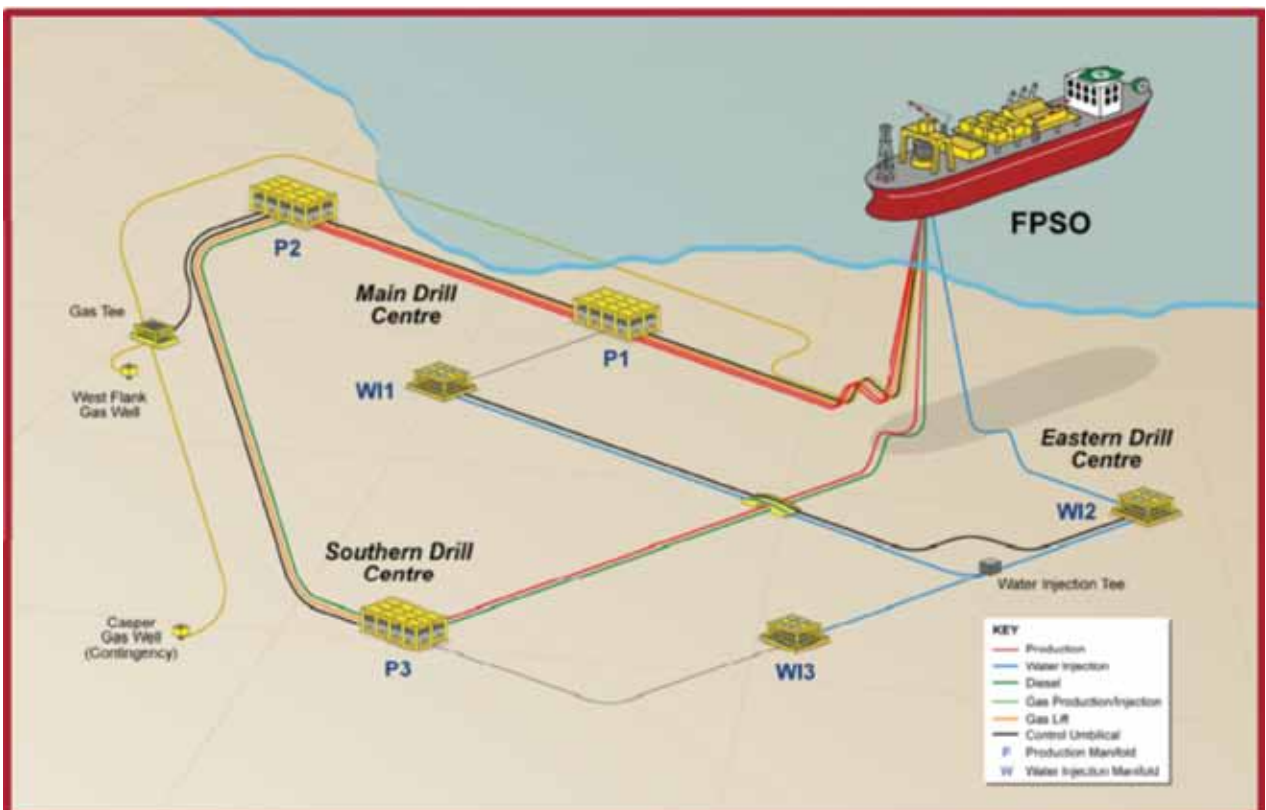 FPSO
P2
Main Drill
Centre
Gas Tee
P1
WI1
West Flank
Gas Well
Eastern Drill
Centre
WI2
Southern Drill
Centre
Water Injection Tee
Casper
Gas Well
(Contingency)
P3
WI3
KEY
Production
Water Injection
Diesel
Gas Production/Injection
Gas Lift
Control Umbilical
P Production Manifold
W Water Injection Manifold